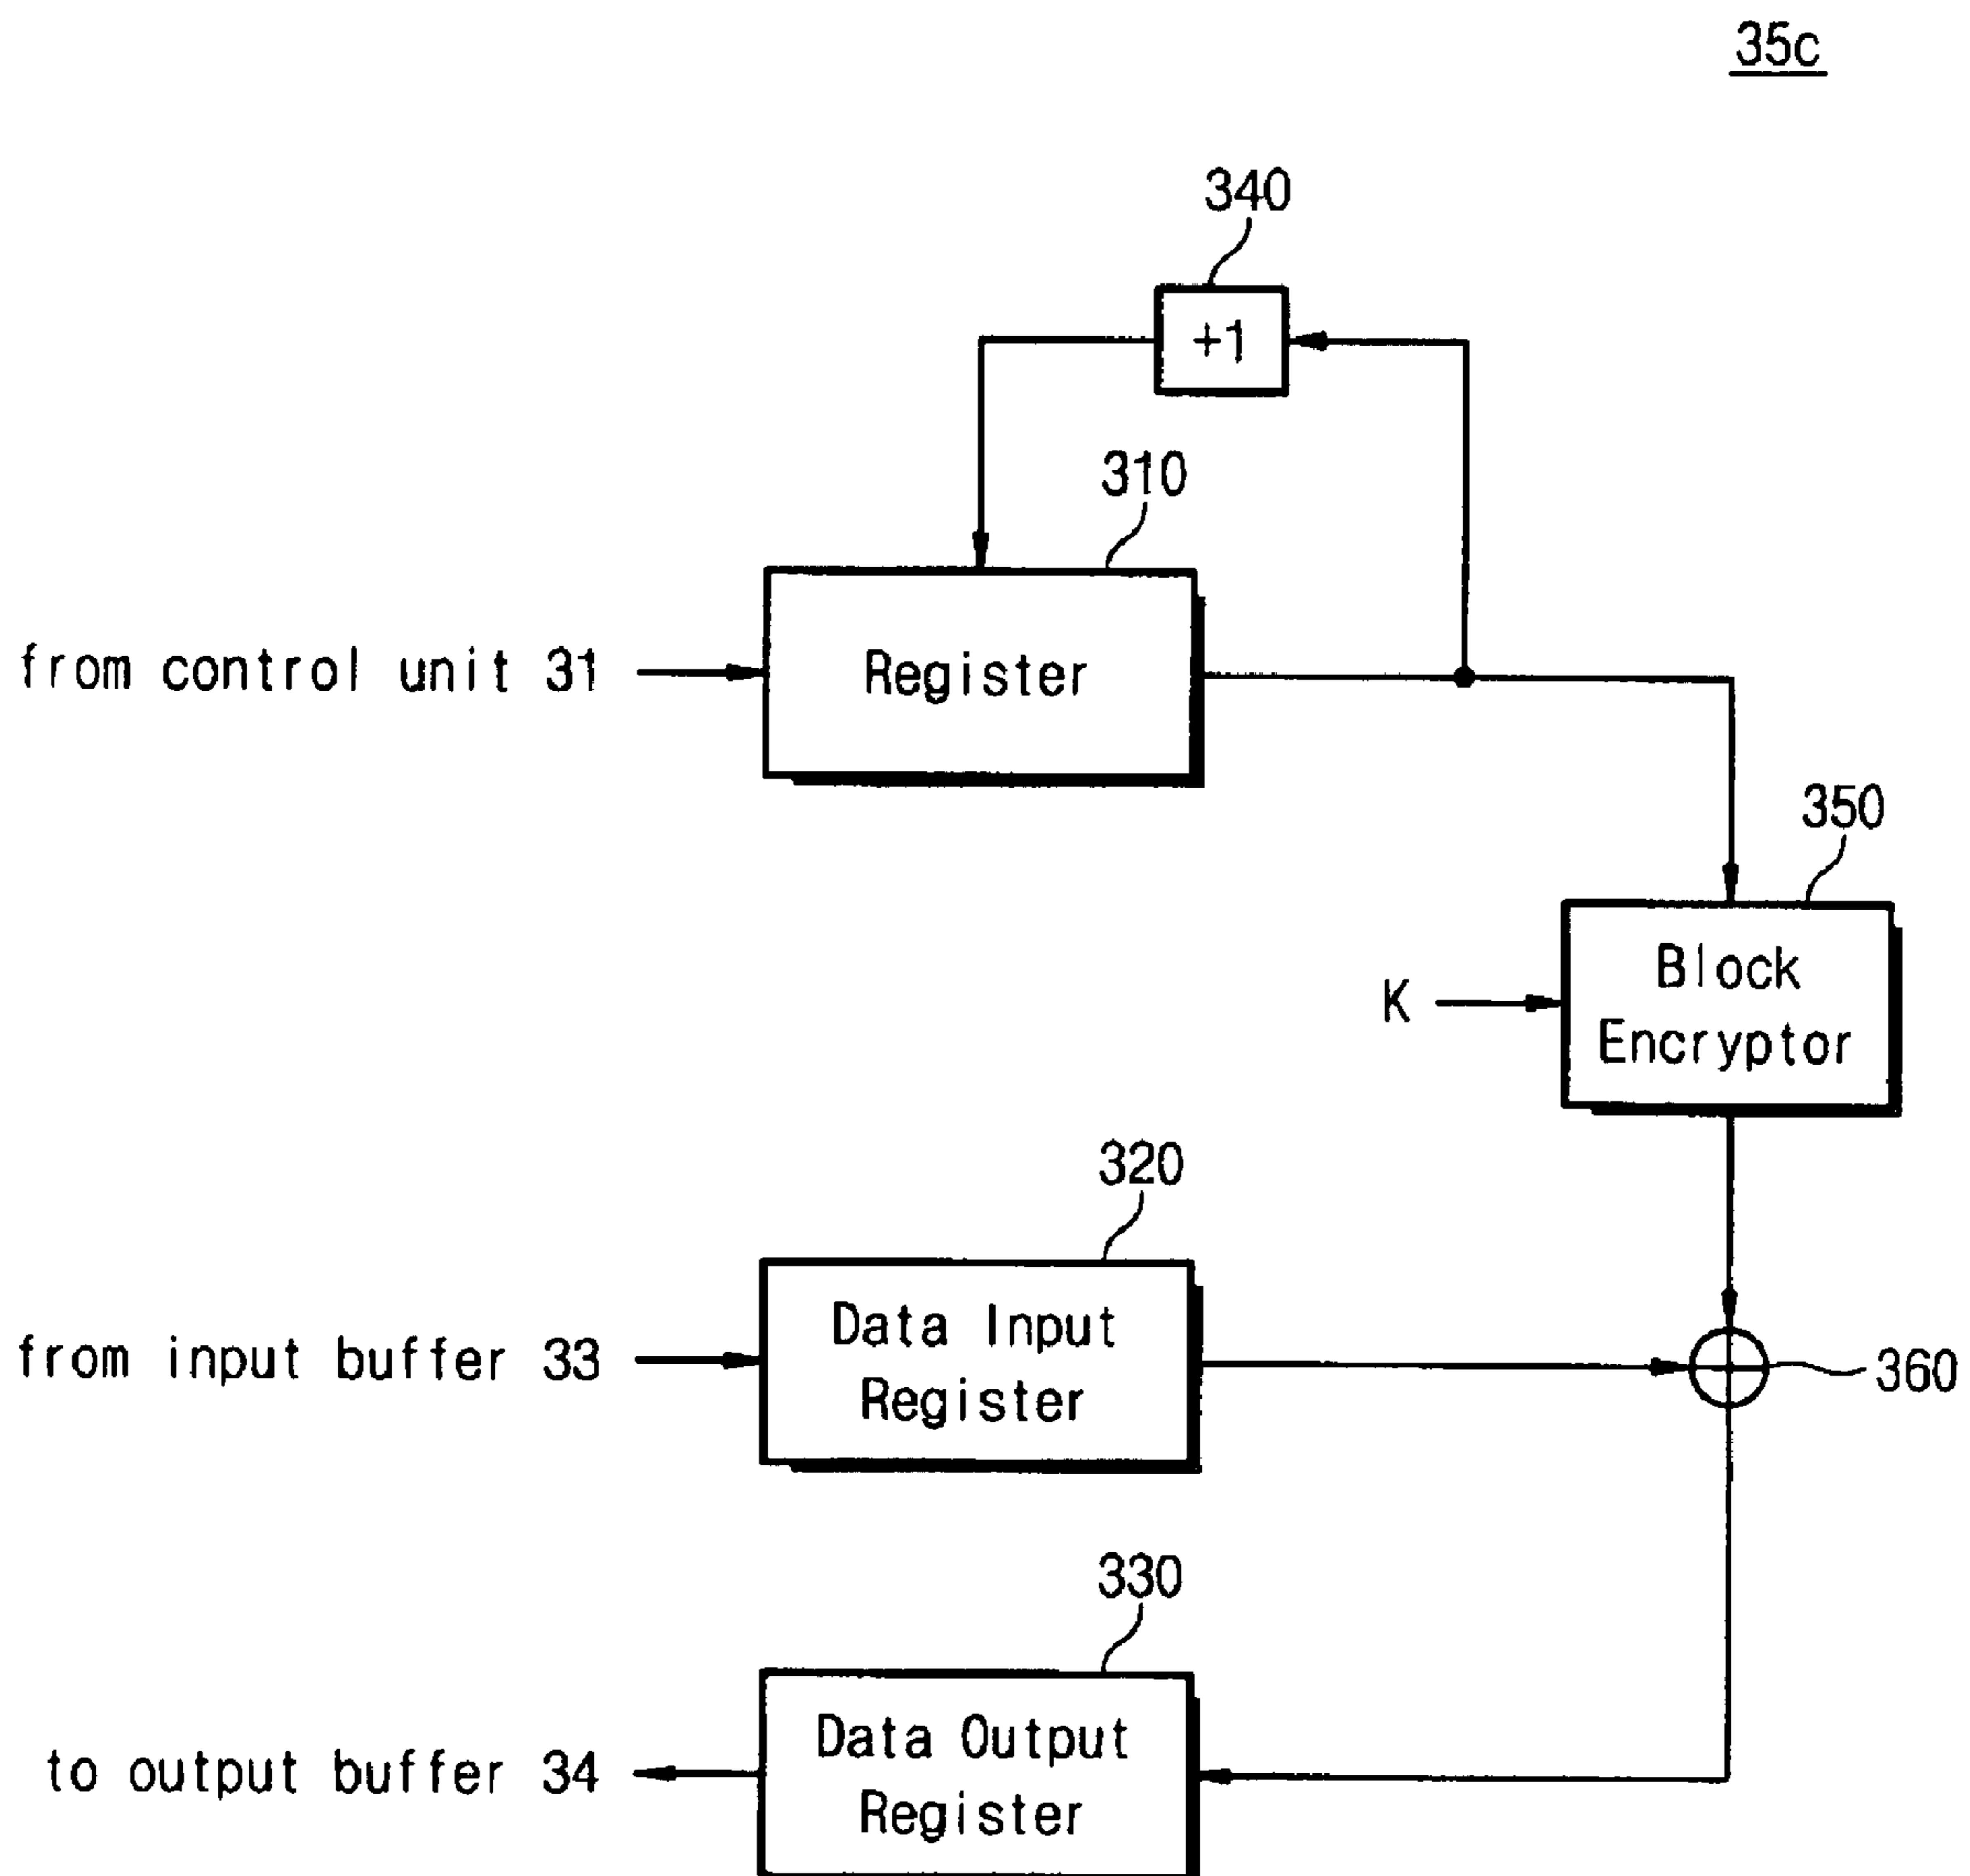 35c
340
+1
310
from control unit 31
Register
350
K
Block
Encryptor
320
from input buffer 33
Data Input
Register
360
330
to output buffer 34
Data Output
Register